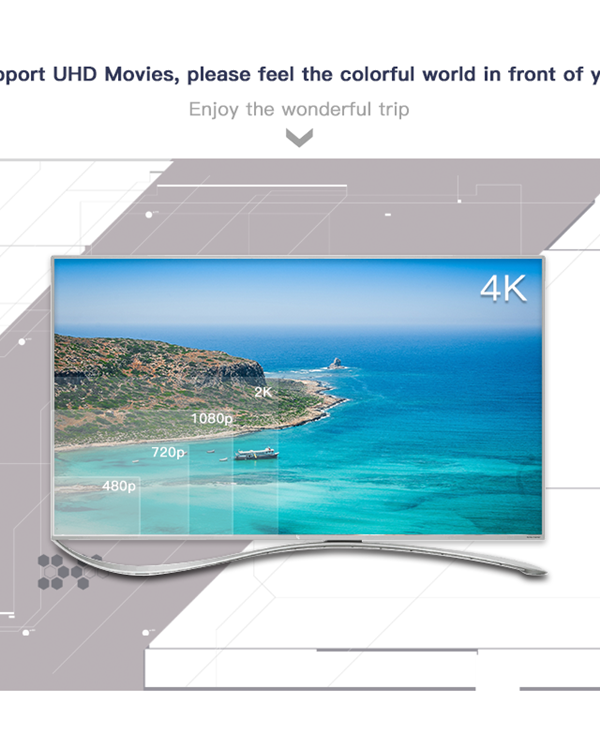 pport UHD Movies, please feel the colorful world in front of y
Enjoy the wonderful trip
4K
2K
1080p
720p
480p